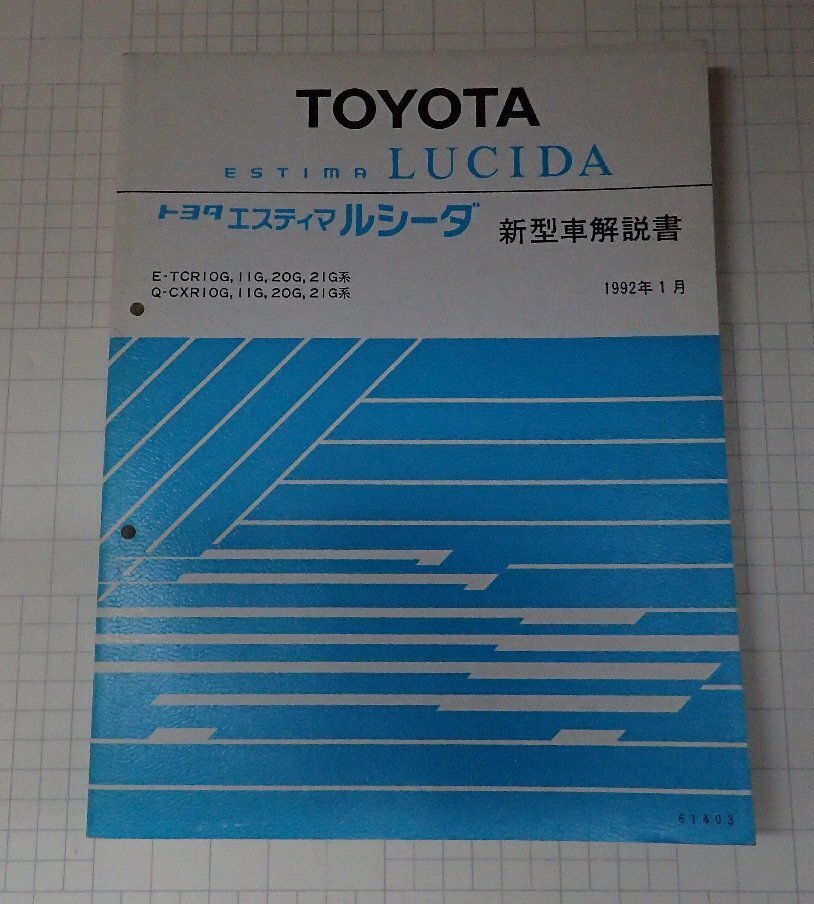 TOYOTA
ESTIMA LUCIDA
トヨタ エスティマ ルシーダ 新型車解説書
E-TCR10G, 11G, 20G, 21G系
Q-CXR10G, 11G, 20G, 21G系
1992年1月
61403